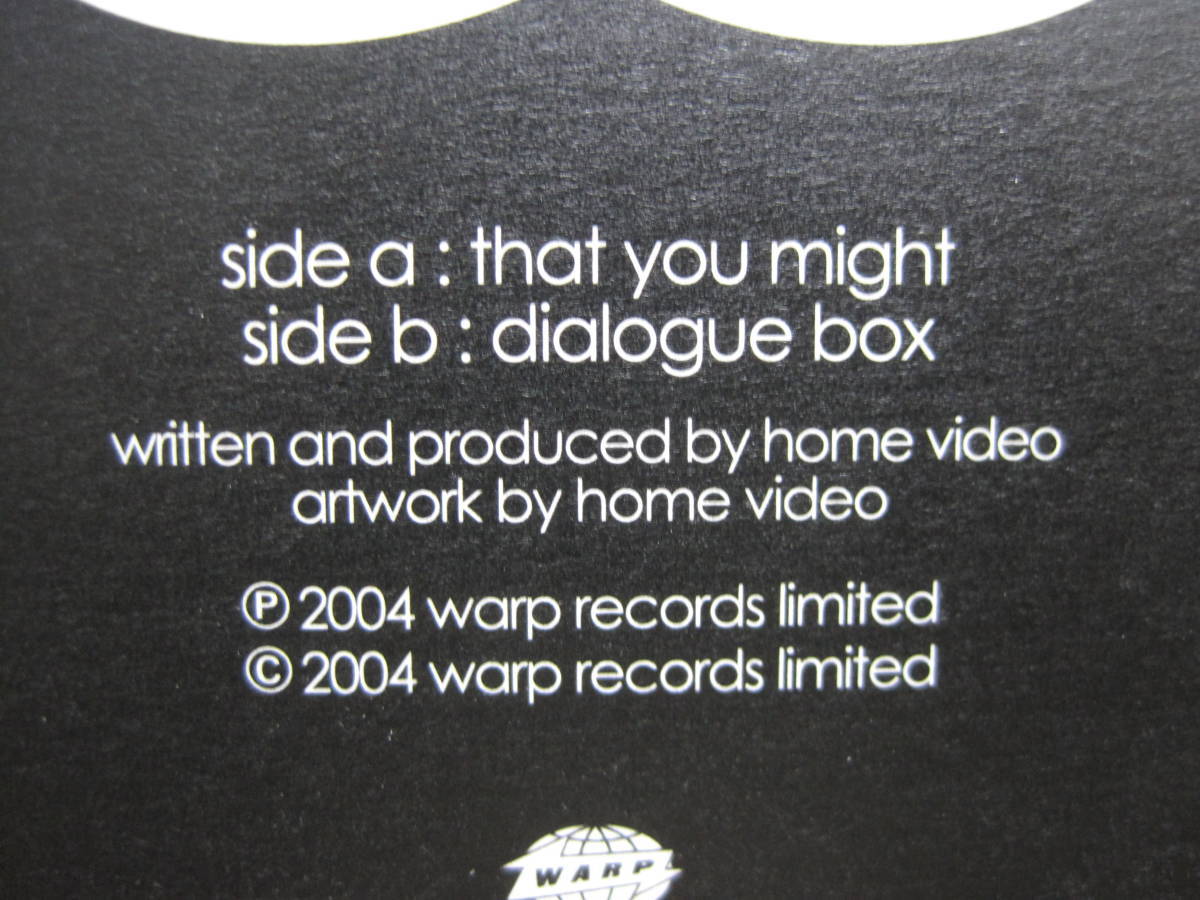 side a : that you might
side b : dialogue box
written and produced by home video
artwork by home video
℗ 2004 warp records limited
© 2004 warp records limited
WARP